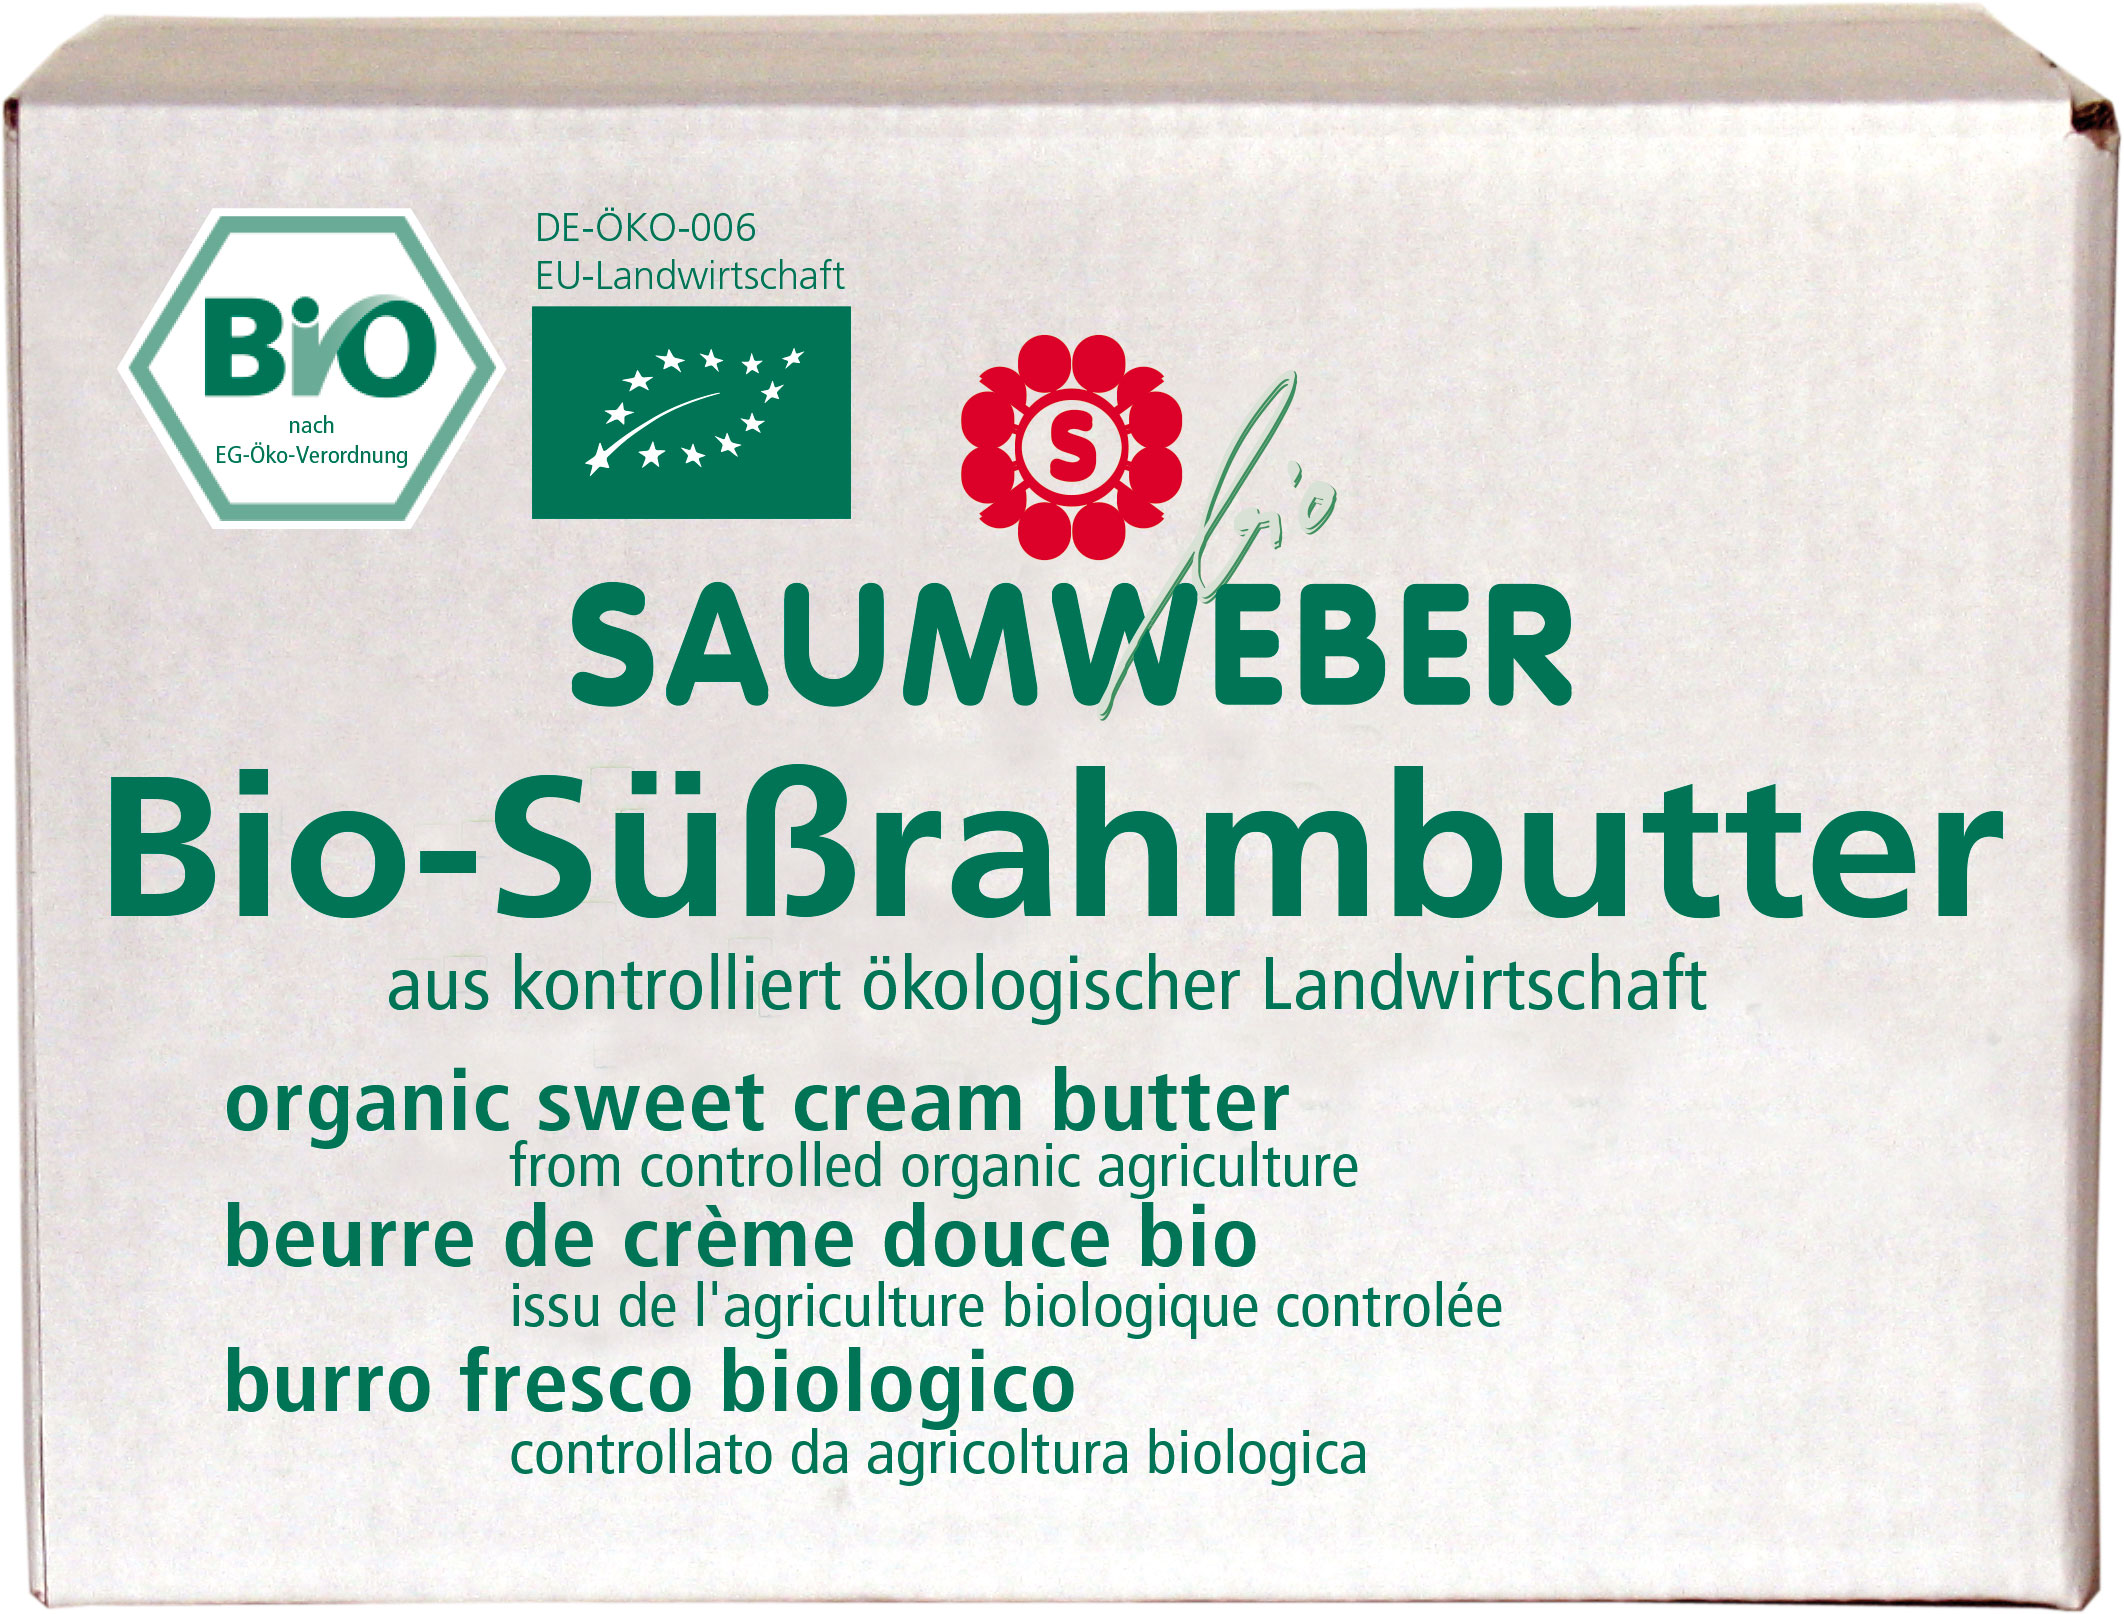 BiO
nach
EG-Öko-Verordnung
DE-ÖKO-006
EU-Landwirtschaft
S
bio
SAUMWEBER
Bio-Süßrahmbutter
aus kontrolliert ökologischer Landwirtschaft
organic sweet cream butter
from controlled organic agriculture
beurre de crème douce bio
issu de l'agriculture biologique controlée
burro fresco biologico
controllato da agricoltura biologica